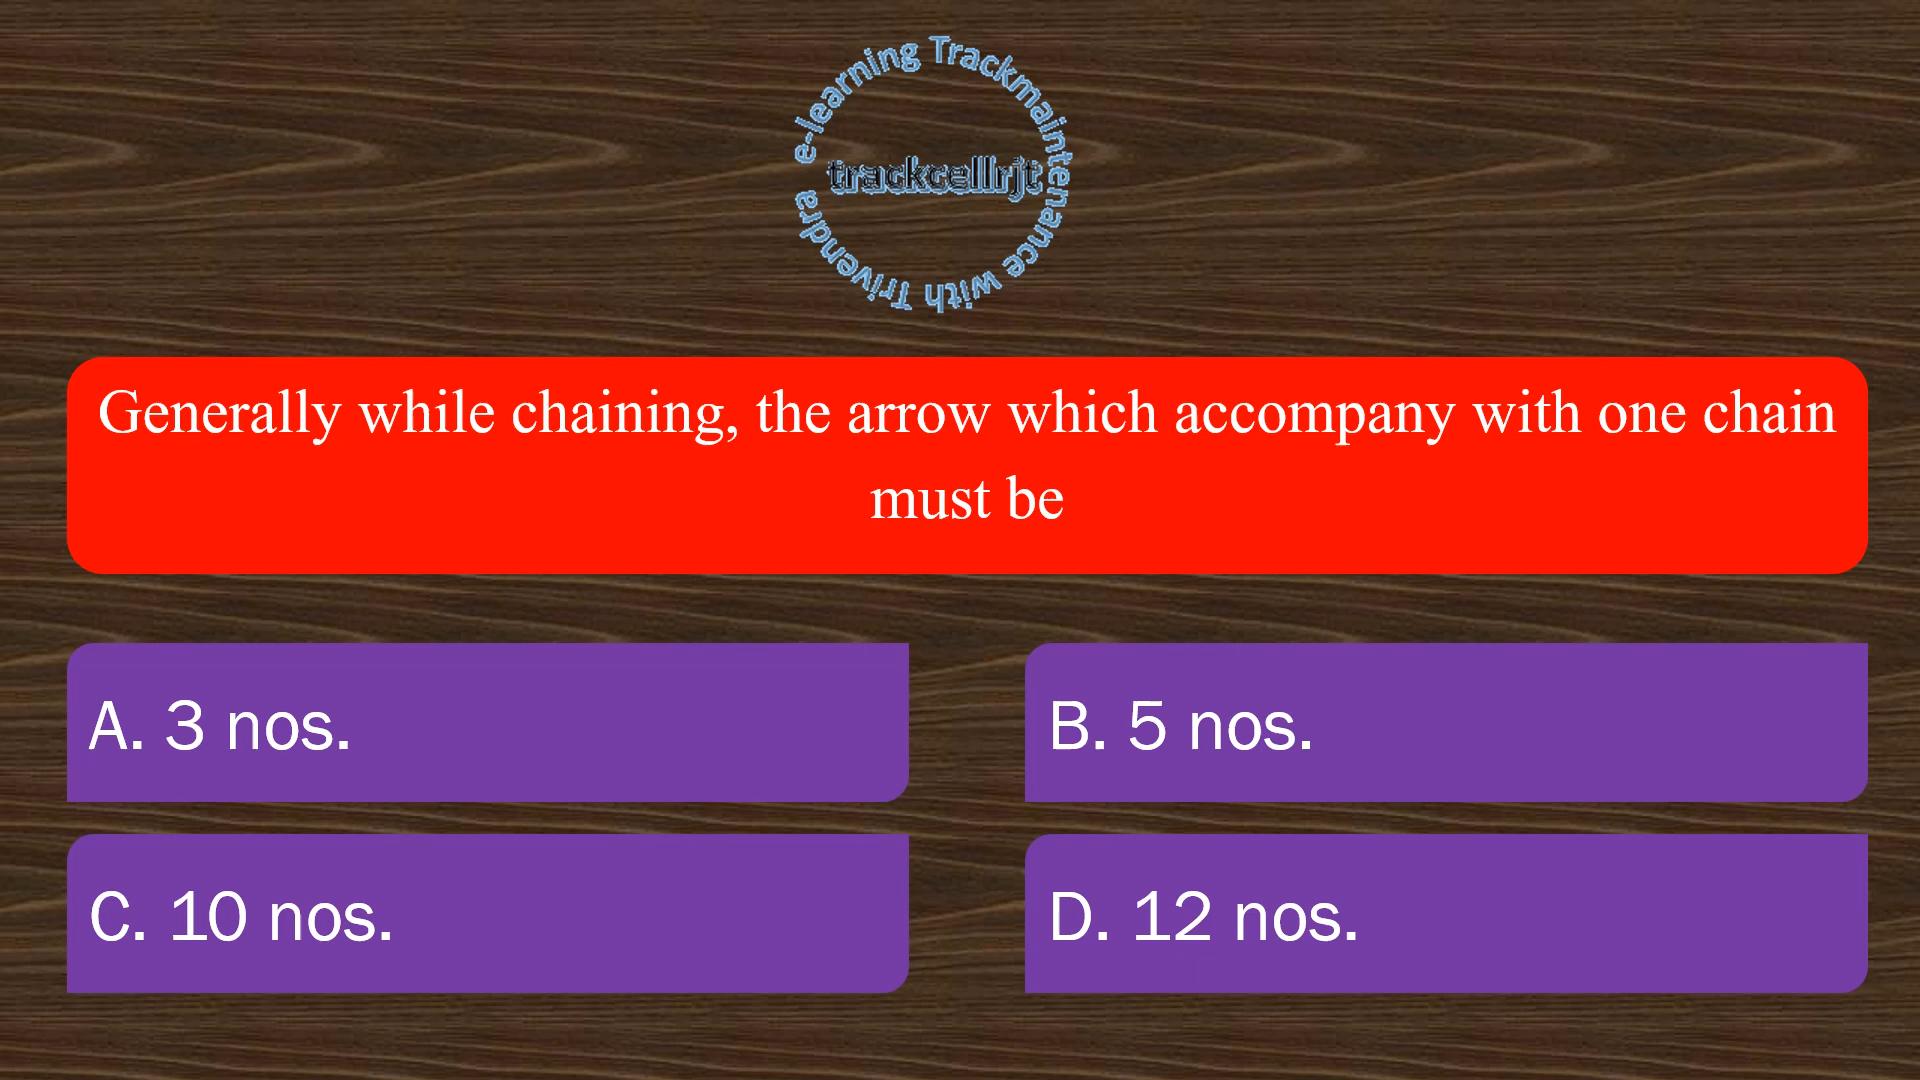 e-learning Trackmaintenance with Trivendra
trackcellrjt
Generally while chaining, the arrow which accompany with one chain
must be
A. 3 nos.
B. 5 nos.
C. 10 nos.
D. 12 nos.